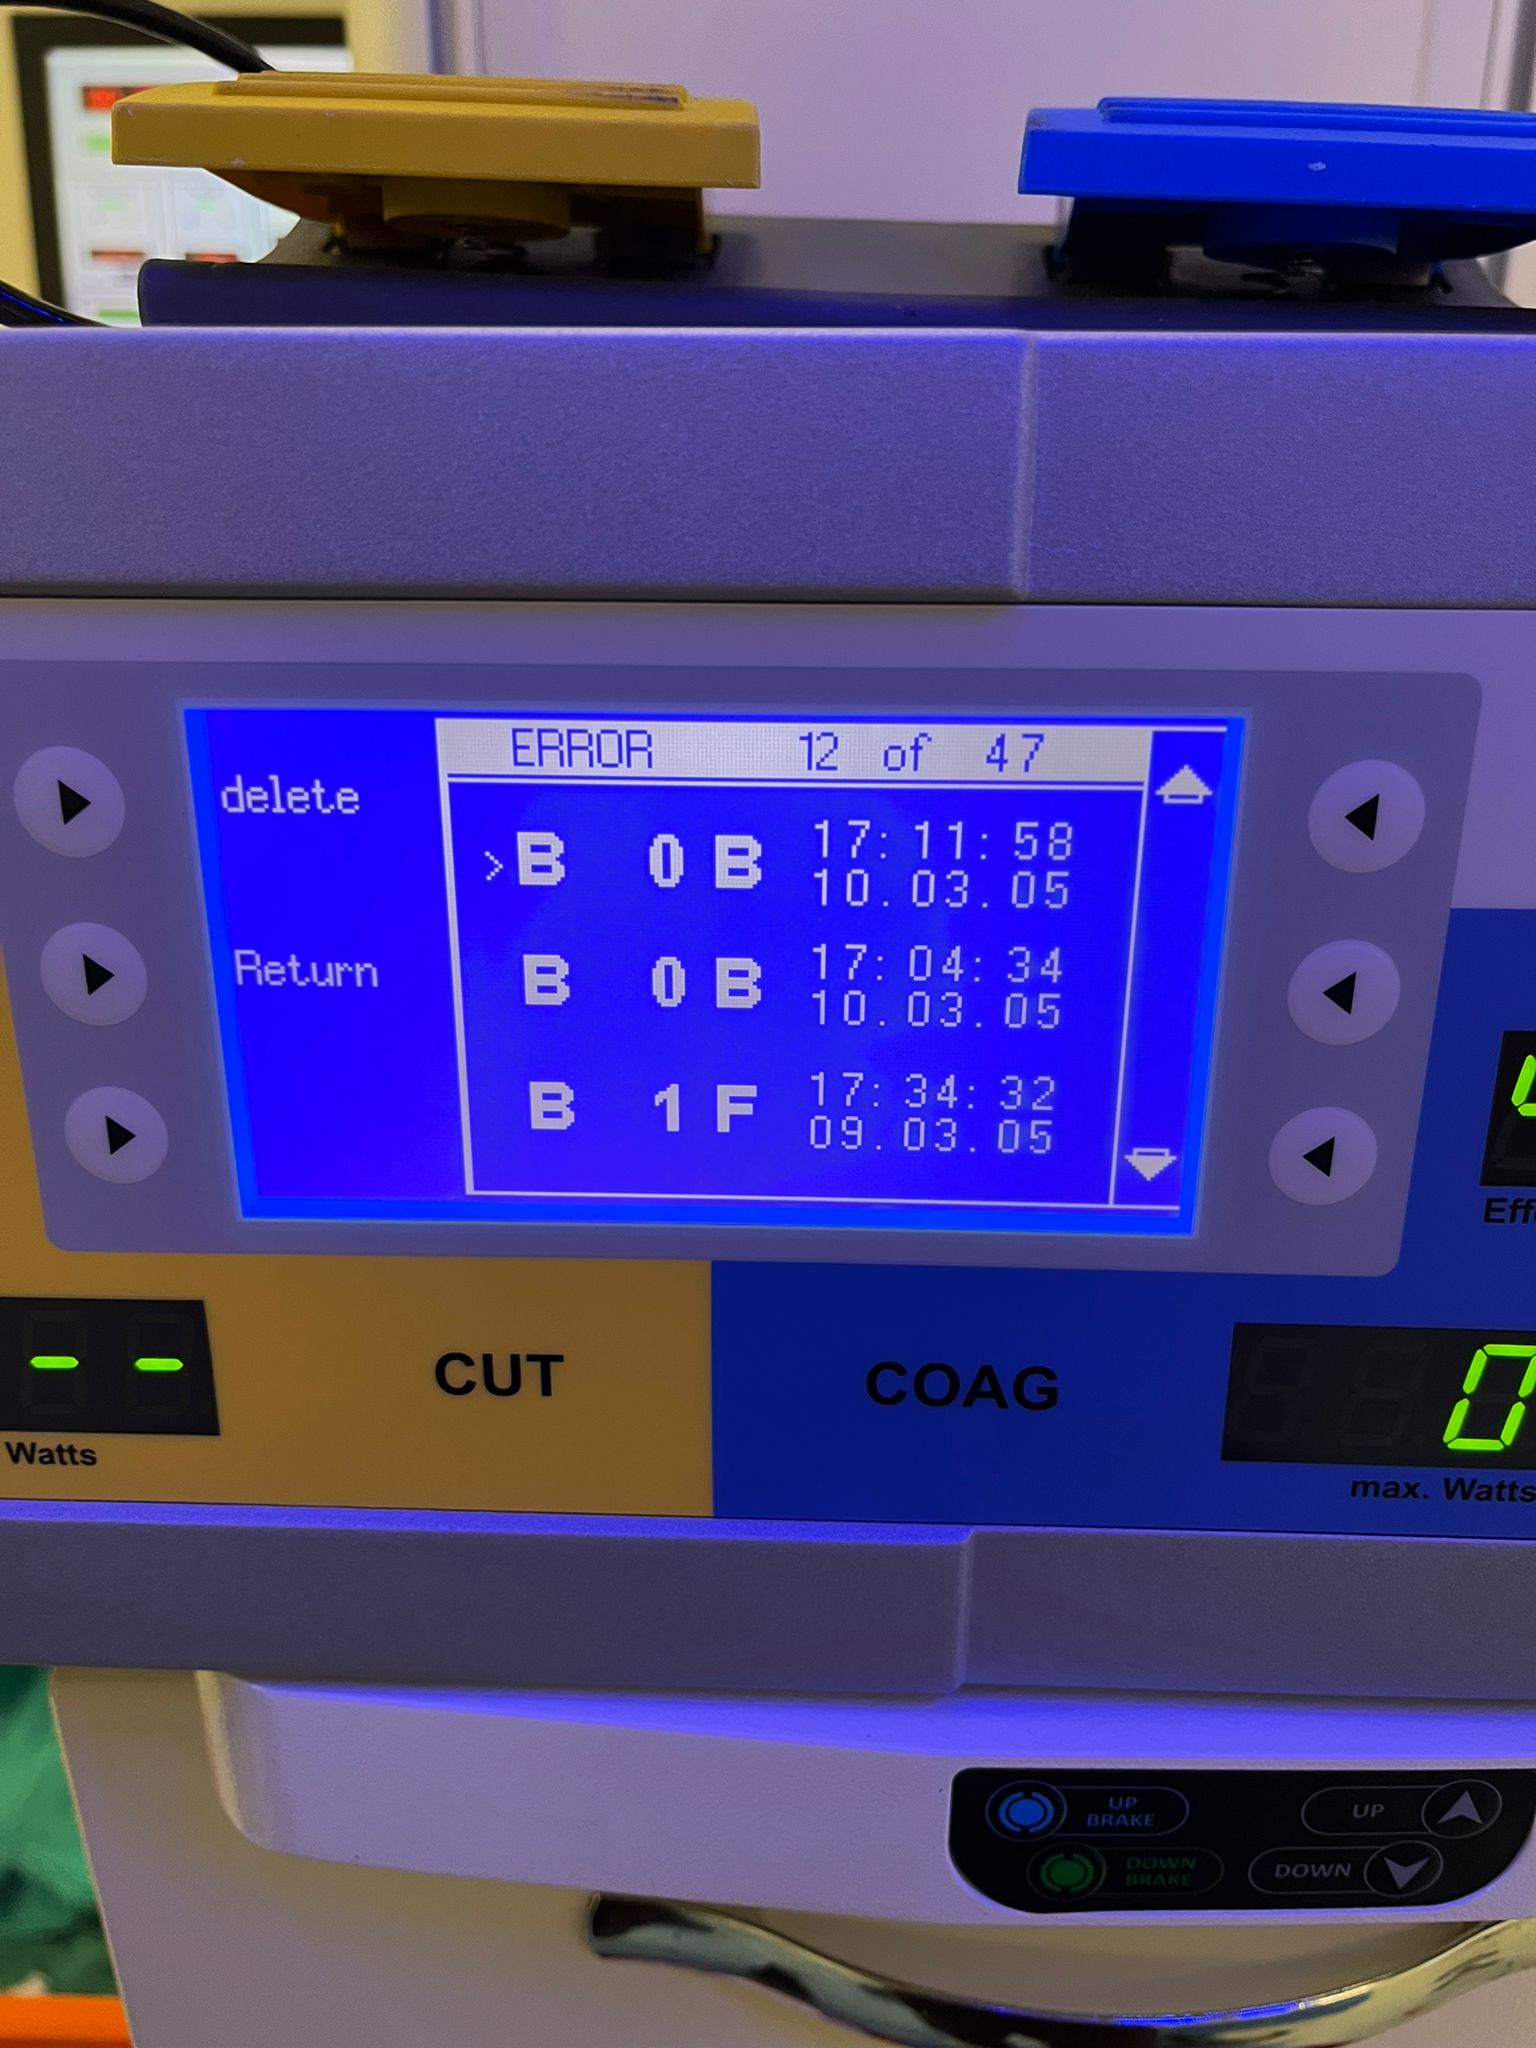 ERROR 12 of 47
delete
>B 0 B 17:11:58
10.03.05
Return
B 0 B 17:04:34
10.03.05
B 1 F 17:34:32
09.03.05
CUT
COAG
0
Watts
max. Watts
UP
BRAKE
UP
DOWN
BRAKE
DOWN